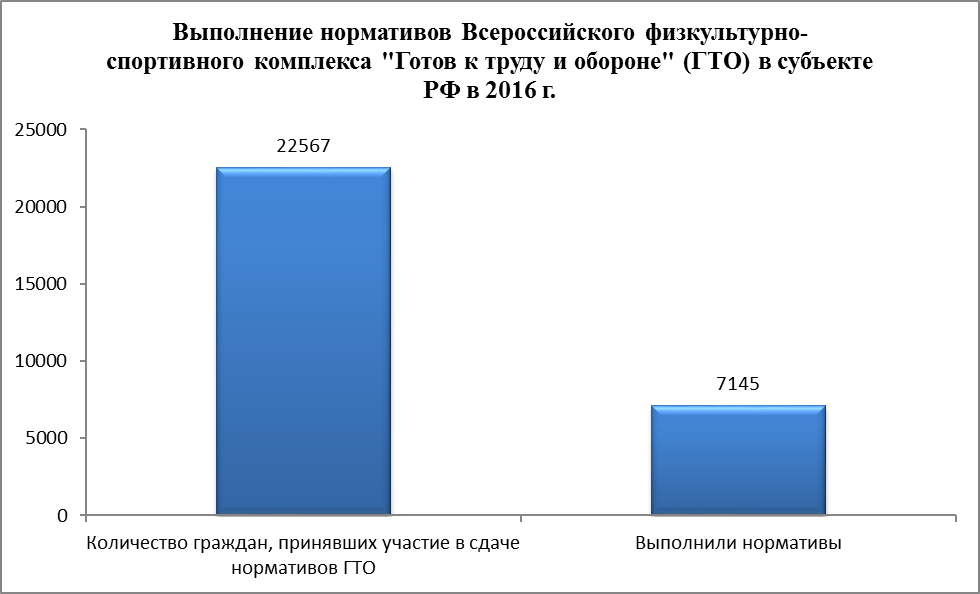 Выполнение нормативов Всероссийского физкультурно-
спортивного комплекса "Готов к труду и обороне" (ГТО) в субъекте
РФ в 2016 г.
25000
20000
15000
10000
5000
0
22567
7145
Количество граждан, принявших участие в сдаче
нормативов ГТО
Выполнили нормативы